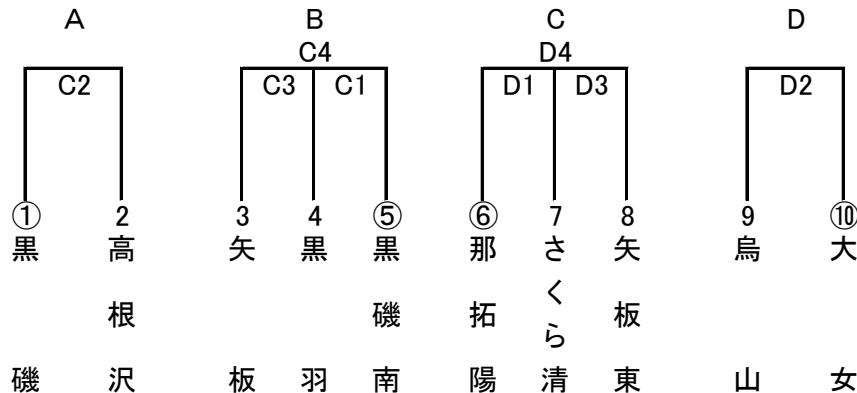 A B C D
C4 D4
C2 C3 C1 D1 D3 D2
① 2 3 4 ⑤ ⑥ 7 8 9 ⑩
黒磯
高根沢
矢板
黒羽
黒磯南
那拓陽
さくら清
矢板東
烏山
大女